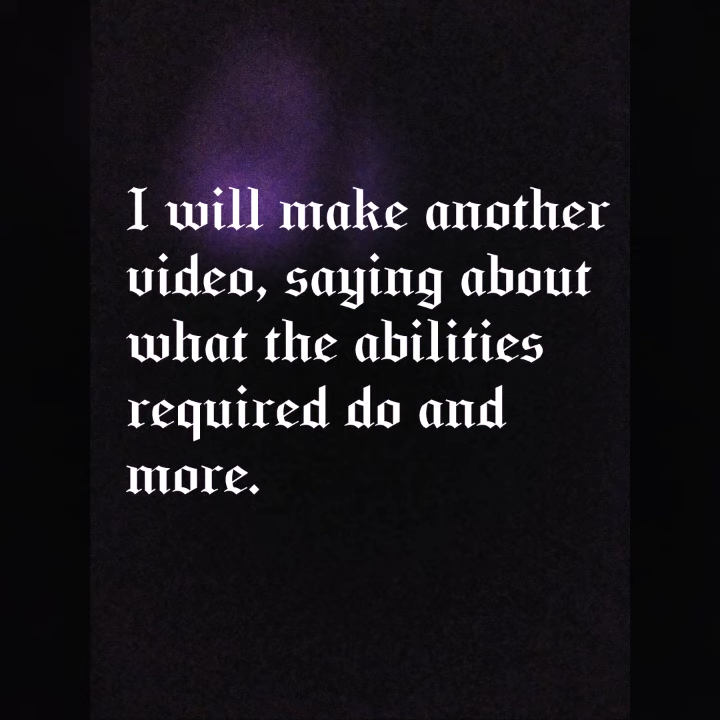 I will make another
video, saying about
what the abilities
required do and
more.